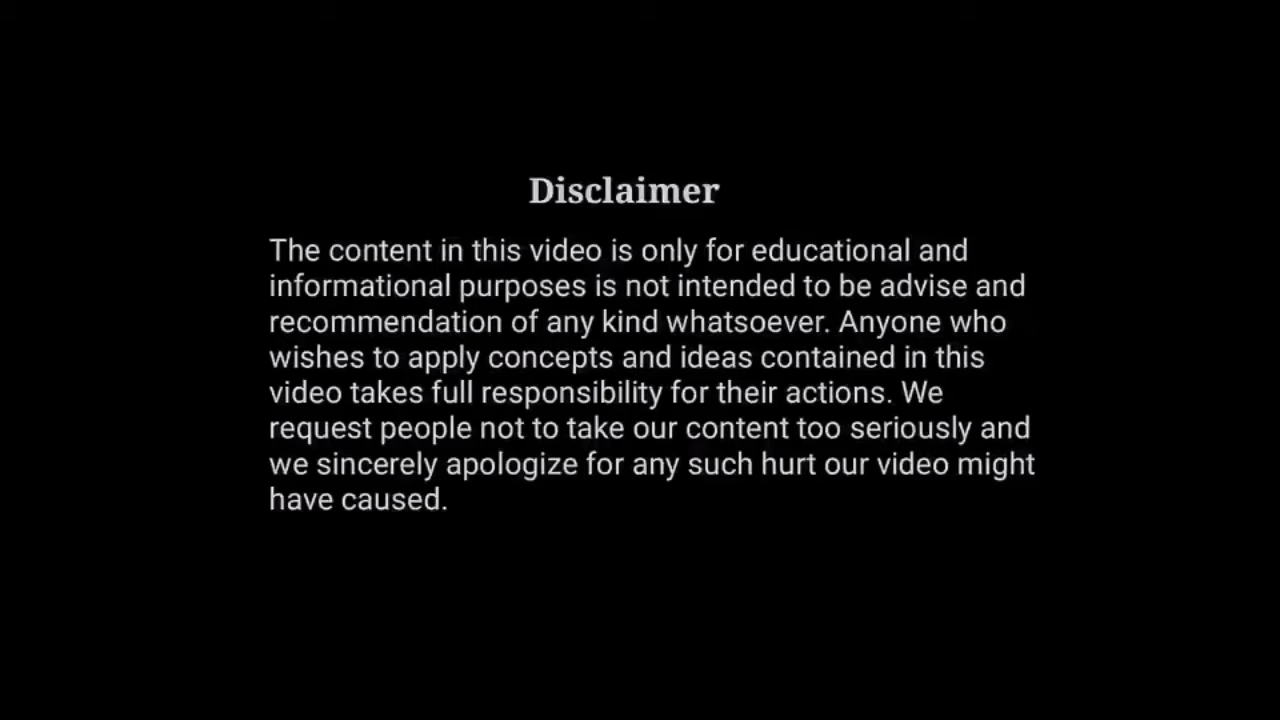 Disclaimer
The content in this video is only for educational and
informational purposes is not intended to be advise and
recommendation of any kind whatsoever. Anyone who
wishes to apply concepts and ideas contained in this
video takes full responsibility for their actions. We
request people not to take our content too seriously and
we sincerely apologize for any such hurt our video might
have caused.